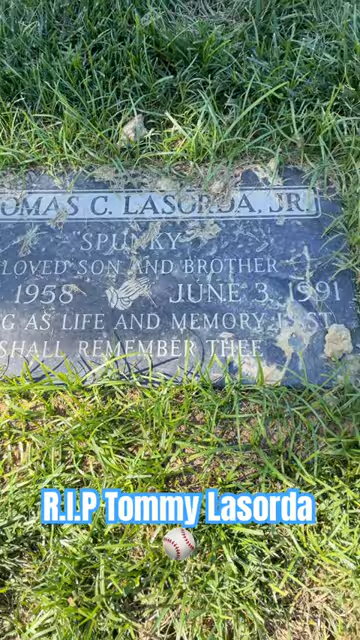 OMAS C. LASORDA, JR.
"SPUNKY"
LOVED SON AND BROTHER
1958 JUNE 3, 1991
G AS LIFE AND MEMORY LAST
SHALL REMEMBER THEE
R.I.P Tommy Lasorda